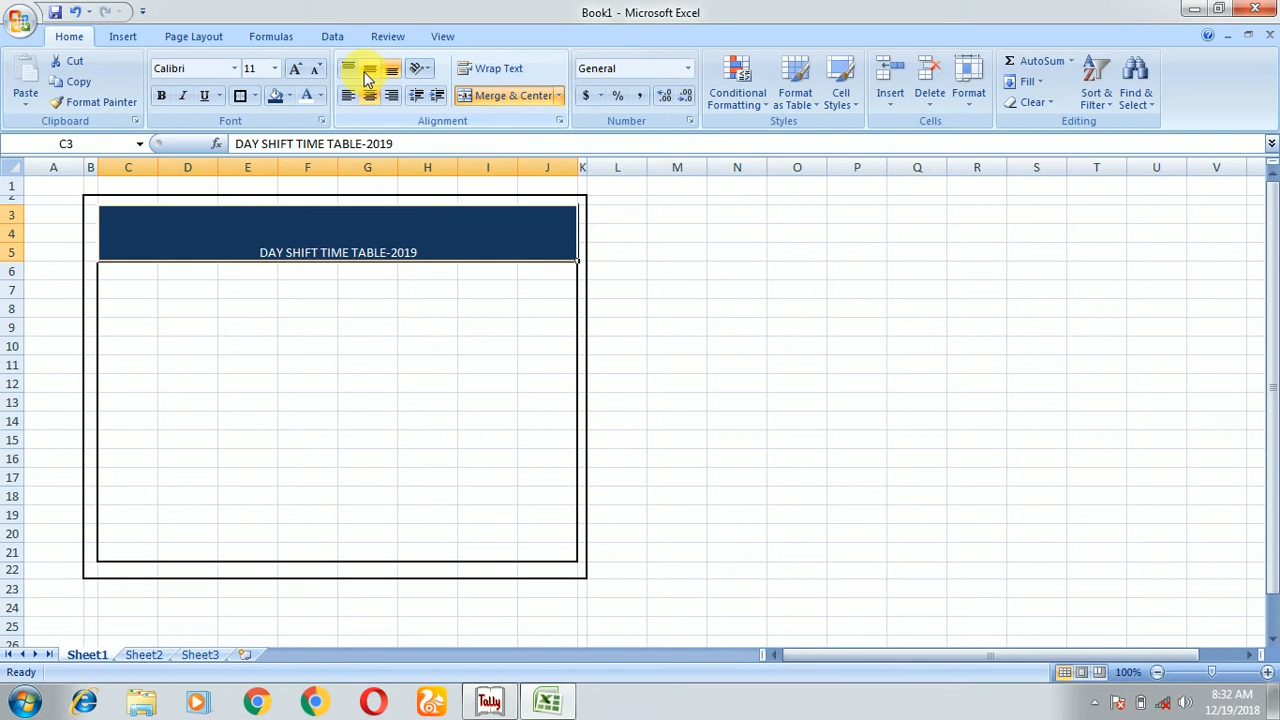 Book1 - Microsoft Excel
Home Insert Page Layout Formulas Data Review View
Paste
Cut
Copy
Format Painter
Clipboard
Calibri 11
B I U
Font
Wrap Text
Merge & Center
Alignment
General
$ % ,
Number
Conditional Formatting
Format as Table
Cell Styles
Styles
Insert
Delete
Format
Cells
Σ AutoSum
Fill
Clear
Sort & Filter
Find & Select
Editing
C3 fx DAY SHIFT TIME TABLE-2019
A B C D E F G H I J K L M N O P Q R S T U V
1
2
3
4
5
6
7
8
9
10
11
12
13
14
15
16
17
18
19
20
21
22
23
24
25
26
DAY SHIFT TIME TABLE-2019
Sheet1 Sheet2 Sheet3
Ready 100%
Tally
8:32 AM
12/19/2018